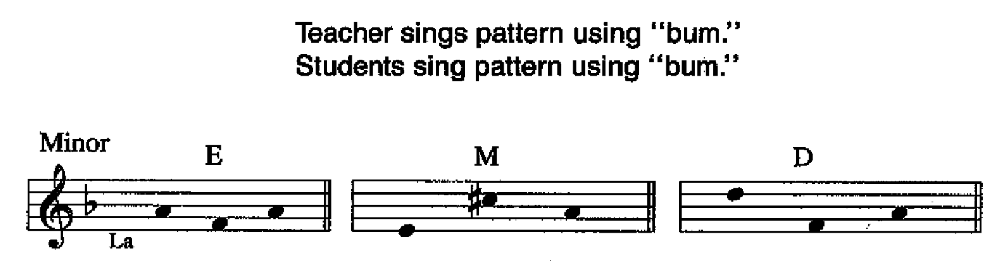 Teacher sings pattern using “bum.”
Students sing pattern using “bum.”
Minor
E
M
D
La